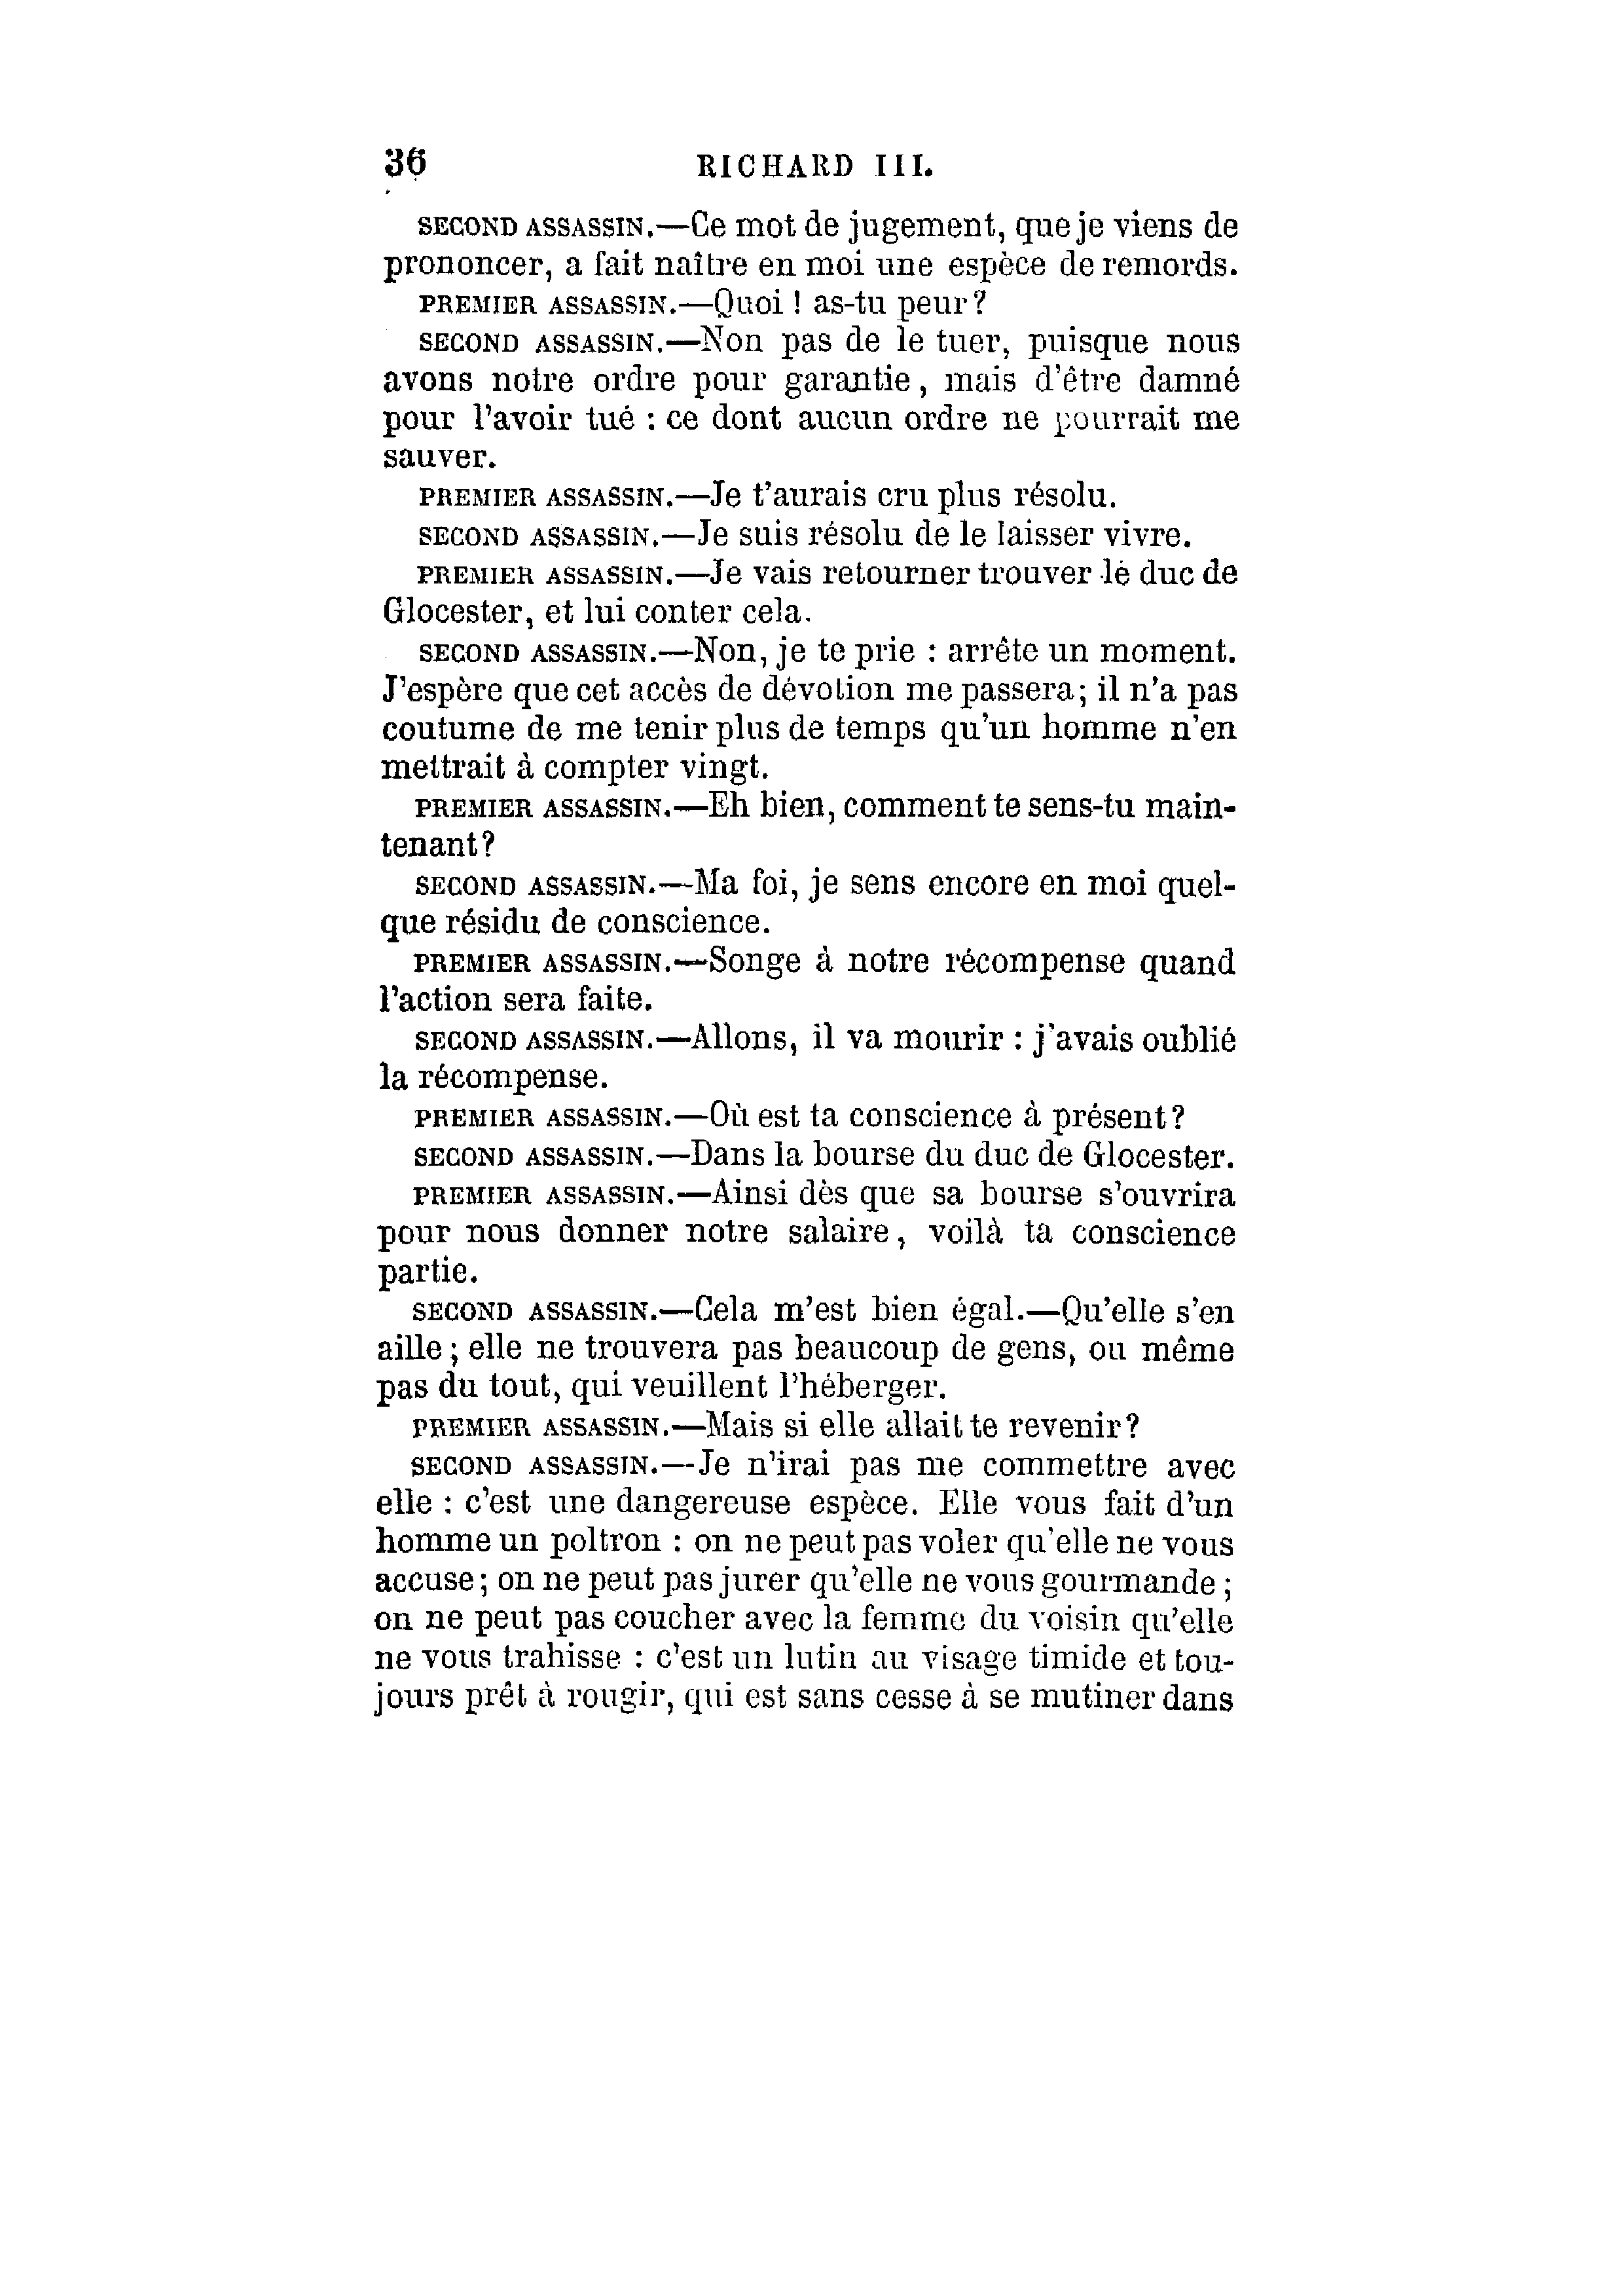 36 RICHARD III.
SECOND ASSASSIN.—Ce mot de jugement, que je viens de
prononcer, a fait naître en moi une espèce de remords.
PREMIER ASSASSIN.—Quoi ! as-tu peur ?
SECOND ASSASSIN.—Non pas de le tuer, puisque nous
avons notre ordre pour garantie, mais d'être damné
pour l'avoir tué : ce dont aucun ordre ne pourrait me
sauver.
PREMIER ASSASSIN.—Je t'aurais cru plus résolu.
SECOND ASSASSIN.—Je suis résolu de le laisser vivre.
PREMIER ASSASSIN.—Je vais retourner trouver le duc de
Glocester, et lui conter cela.
SECOND ASSASSIN.—Non, je te prie : arrête un moment.
J'espère que cet accès de dévotion me passera; il n'a pas
coutume de me tenir plus de temps qu'un homme n'en
mettrait à compter vingt.
PREMIER ASSASSIN.—Eh bien, comment te sens-tu main-
tenant ?
SECOND ASSASSIN.—Ma foi, je sens encore en moi quel-
que résidu de conscience.
PREMIER ASSASSIN.—Songe à notre récompense quand
l'action sera faite.
SECOND ASSASSIN.—Allons, il va mourir : j'avais oublié
la récompense.
PREMIER ASSASSIN.—Où est ta conscience à présent ?
SECOND ASSASSIN.—Dans la bourse du duc de Glocester.
PREMIER ASSASSIN.—Ainsi dès que sa bourse s'ouvrira
pour nous donner notre salaire, voilà ta conscience
partie.
SECOND ASSASSIN.—Cela m'est bien égal.—Qu'elle s'en
aille ; elle ne trouvera pas beaucoup de gens, ou même
pas du tout, qui veuillent l'héberger.
PREMIER ASSASSIN.—Mais si elle allait te revenir ?
SECOND ASSASSIN.—Je n'irai pas me commettre avec
elle : c'est une dangereuse espèce. Elle vous fait d'un
homme un poltron : on ne peut pas voler qu'elle ne vous
accuse ; on ne peut pas jurer qu'elle ne vous gourmande ;
on ne peut pas coucher avec la femme du voisin qu'elle
ne vous trahisse : c'est un lutin au visage timide et tou-
jours prêt à rougir, qui est sans cesse à se mutiner dans